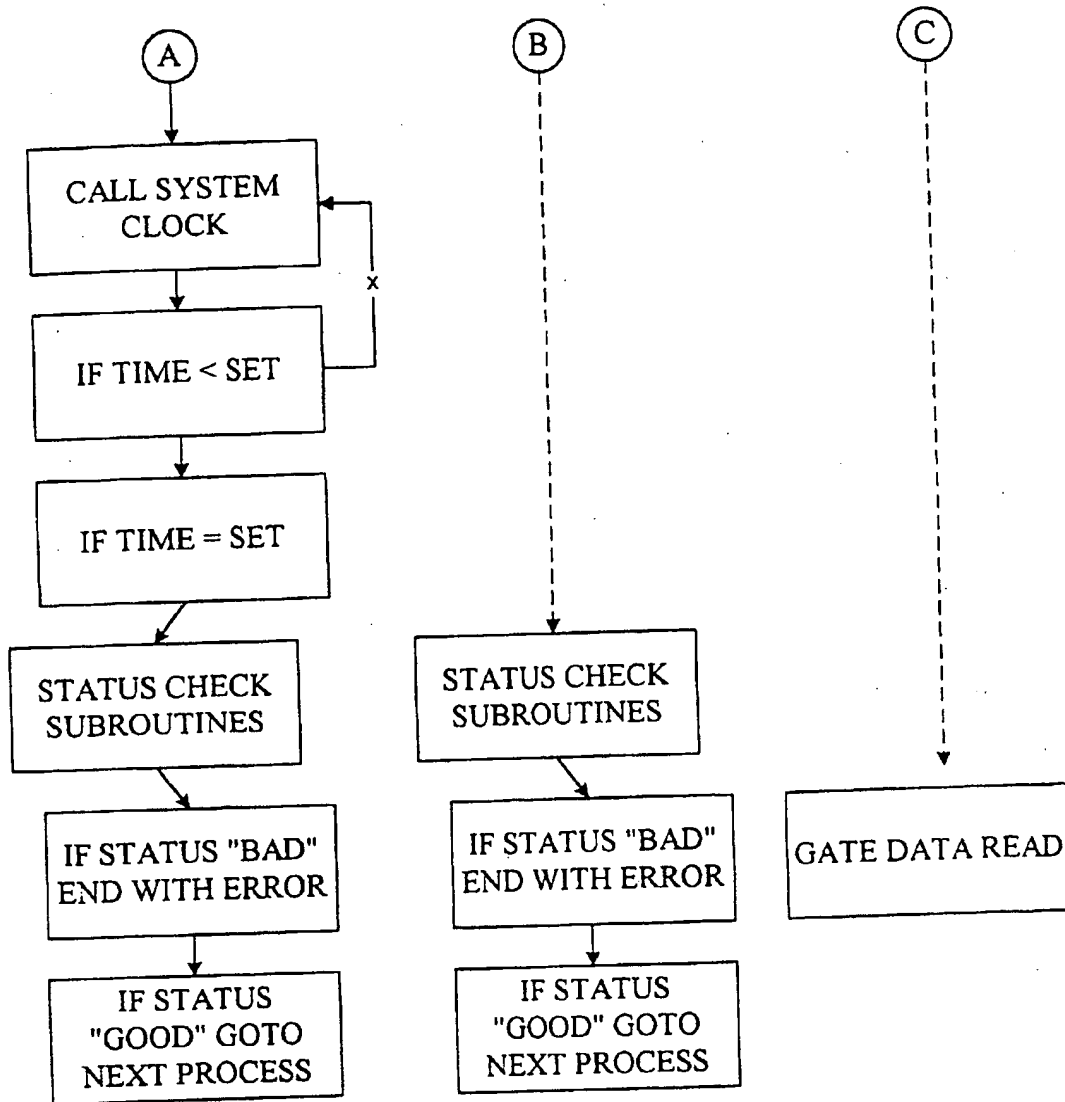 A
B
C
CALL SYSTEM
CLOCK
x
IF TIME < SET
IF TIME = SET
STATUS CHECK
SUBROUTINES
IF STATUS "BAD"
END WITH ERROR
IF STATUS
"GOOD" GOTO
NEXT PROCESS
STATUS CHECK
SUBROUTINES
IF STATUS "BAD"
END WITH ERROR
IF STATUS
"GOOD" GOTO
NEXT PROCESS
GATE DATA READ